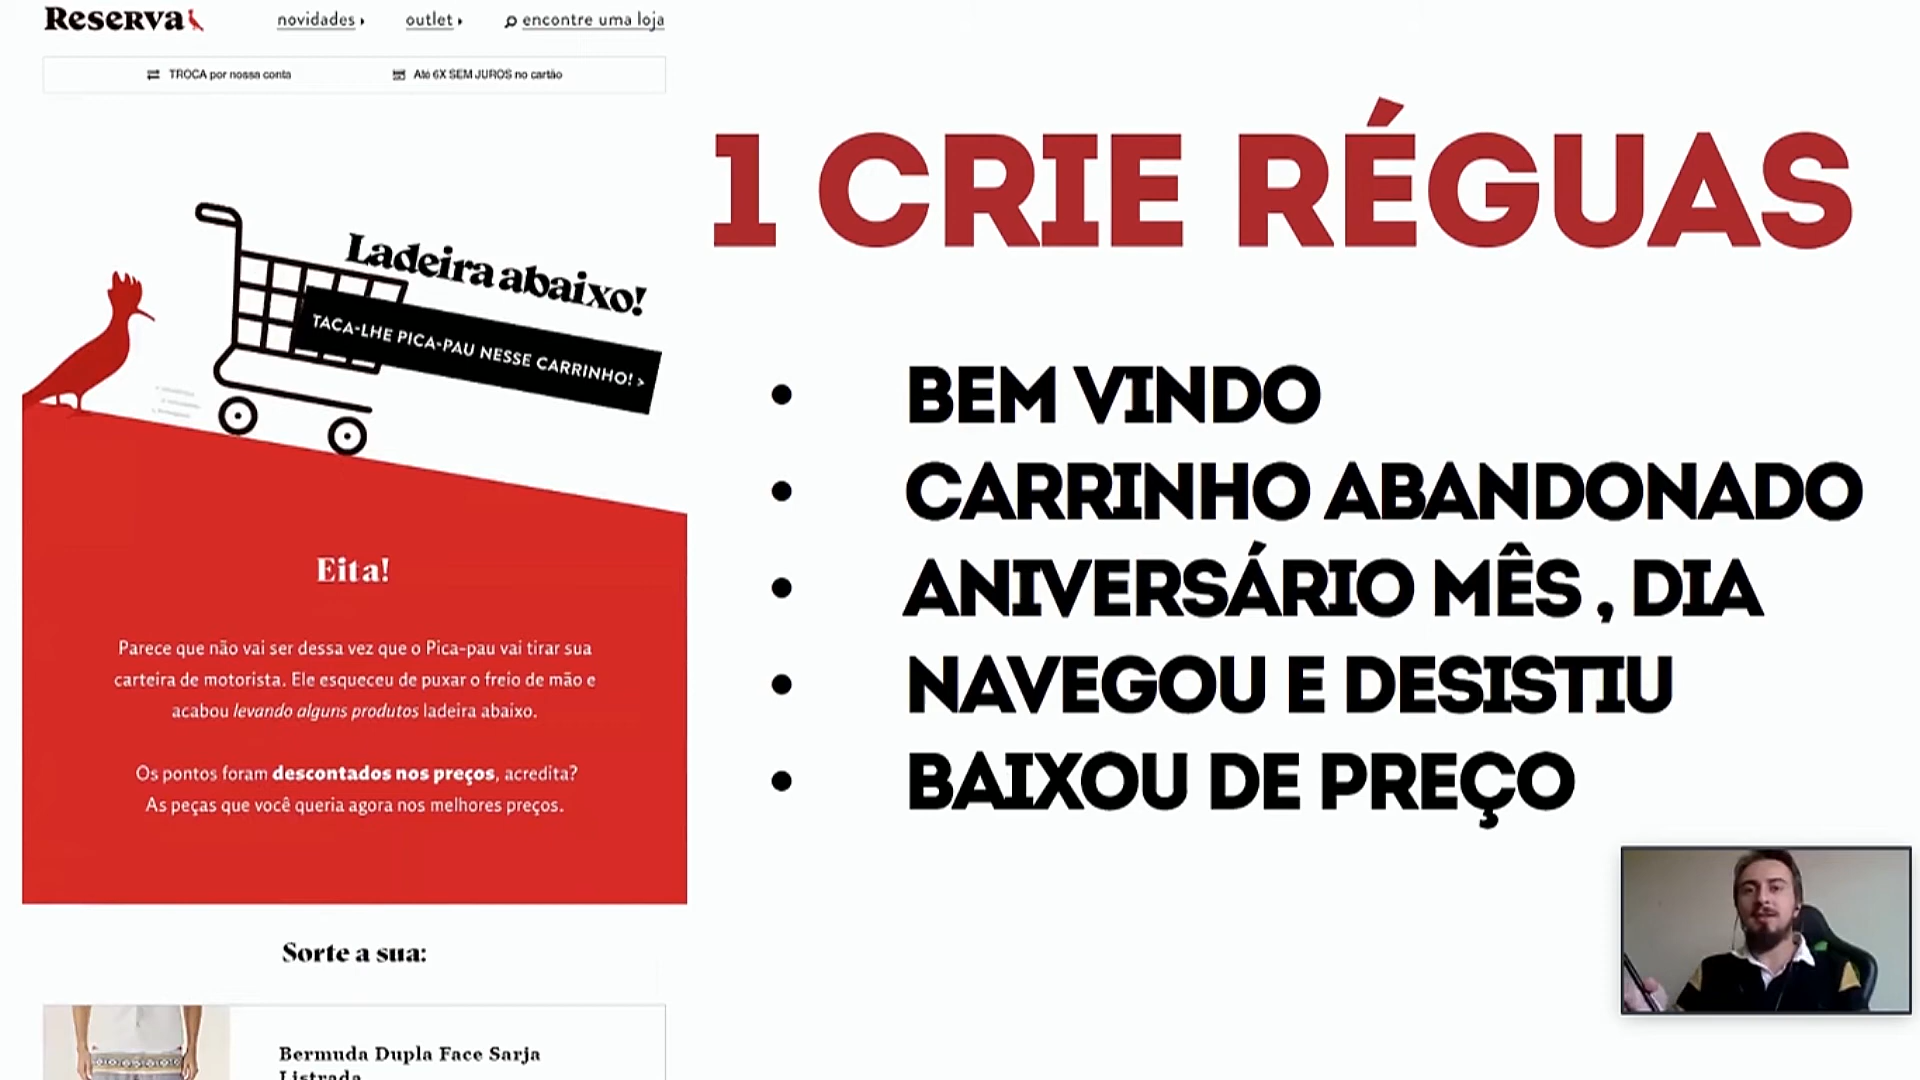 Reserva
novidades
outlet
encontre uma loja
TROCA por nossa conta
Até 6X SEM JUROS no cartão
Ladeira abaixo!
TACA-LHE PICA-PAU NESSE CARRINHO! >
Eita!
Parece que não vai ser dessa vez que o Pica-pau vai tirar sua
carteira de motorista. Ele esqueceu de puxar o freio de mão e
acabou levando alguns produtos ladeira abaixo.
Os pontos foram descontados nos preços, acredita?
As peças que você queria agora nos melhores preços.
Sorte a sua:
Bermuda Dupla Face Sarja
Listrada
1 CRIE RÉGUAS
• BEM VINDO
• CARRINHO ABANDONADO
• ANIVERSÁRIO MÊS , DIA
• NAVEGOU E DESISTIU
• BAIXOU DE PREÇO